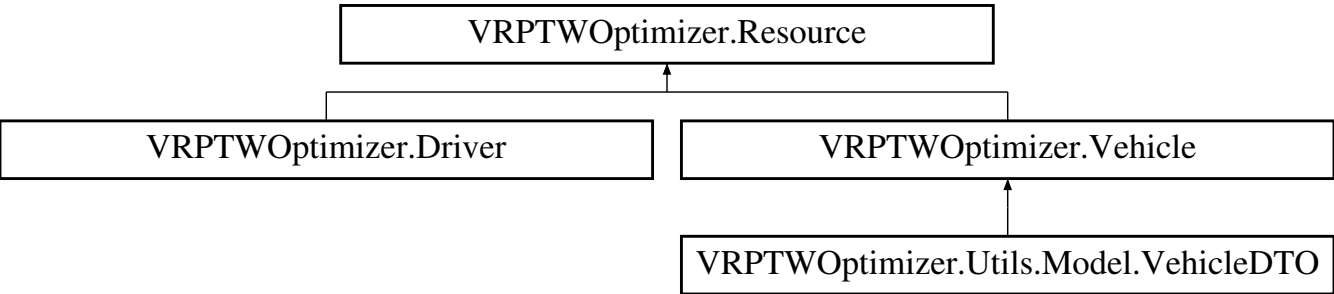 VRPTWOptimizer.Resource
VRPTWOptimizer.Driver
VRPTWOptimizer.Vehicle
VRPTWOptimizer.Utils.Model.VehicleDTO